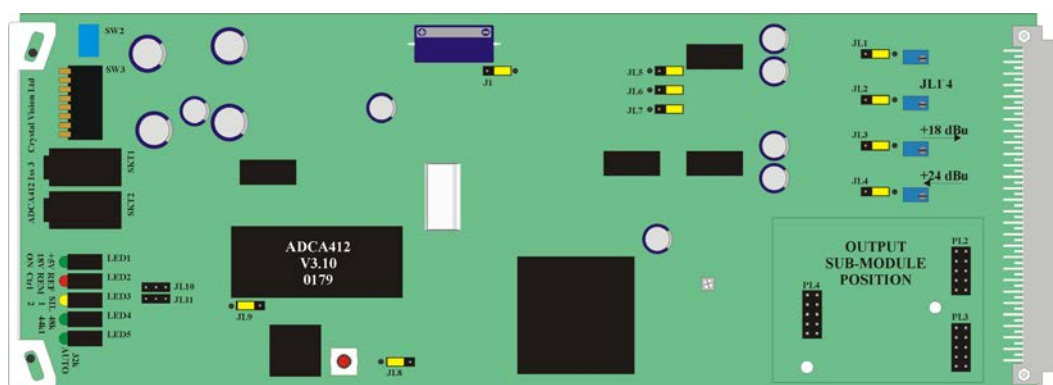 SW2
SW3
Crystal Vision Ltd
SKT1
ADCA412 Iss 3
SKT2
LED1
LED2
LED3
LED4
LED5
+5V REF SIL 48k 32k
18V REM 1 44k1 AUTO
ON Ctrl 2
JL10
JL11
ADCA412
V3.10
0179
JL9
JL8
J1
JL5
JL6
JL7
JL1
JL2
JL1-4
JL3
+18 dBu
JL4
+24 dBu
OUTPUT
SUB-MODULE
POSITION
PL2
PL4
PL3